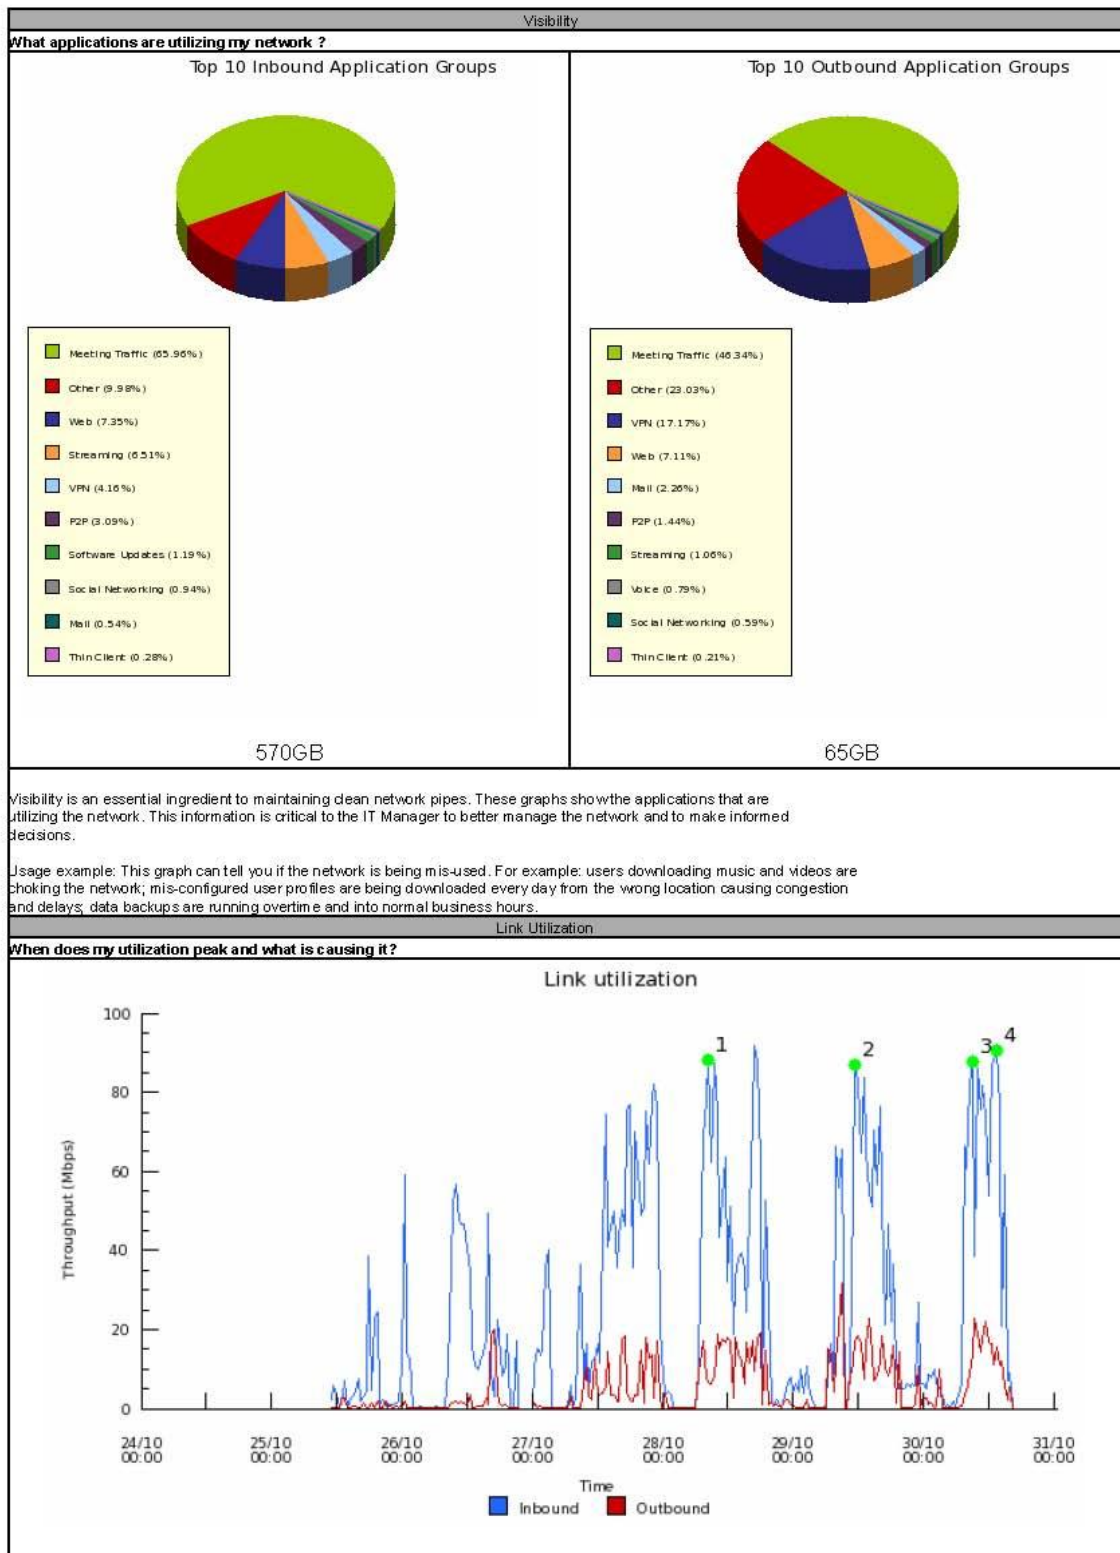 Visibility
What applications are utilizing my network ?
Top 10 Inbound Application Groups
Meeting Traffic (65.96%)
Other (9.98%)
Web (7.35%)
Streaming (6.51%)
VPN (4.16%)
P2P (3.09%)
Software Updates (1.19%)
Social Networking (0.94%)
Mail (0.54%)
Thin Client (0.28%)
570GB
Top 10 Outbound Application Groups
Meeting Traffic (46.34%)
Other (23.03%)
VPN (17.17%)
Web (7.11%)
Mail (2.26%)
P2P (1.44%)
Streaming (1.06%)
Voice (0.79%)
Social Networking (0.59%)
Thin Client (0.21%)
65GB
Visibility is an essential ingredient to maintaining clean network pipes. These graphs show the applications that are
utilizing the network. This information is critical to the IT Manager to better manage the network and to make informed
decisions.
Usage example: This graph can tell you if the network is being mis-used. For example: users downloading music and videos are
choking the network; mis-configured user profiles are being downloaded every day from the wrong location causing congestion
and delays; data backups are running overtime and into normal business hours.
Link Utilization
When does my utilization peak and what is causing it?
Link utilization
Throughput (Mbps)
100
80
60
40
20
0
1
2
3
4
24/10 00:00
25/10 00:00
26/10 00:00
27/10 00:00
28/10 00:00
29/10 00:00
30/10 00:00
31/10 00:00
Time
Inbound
Outbound